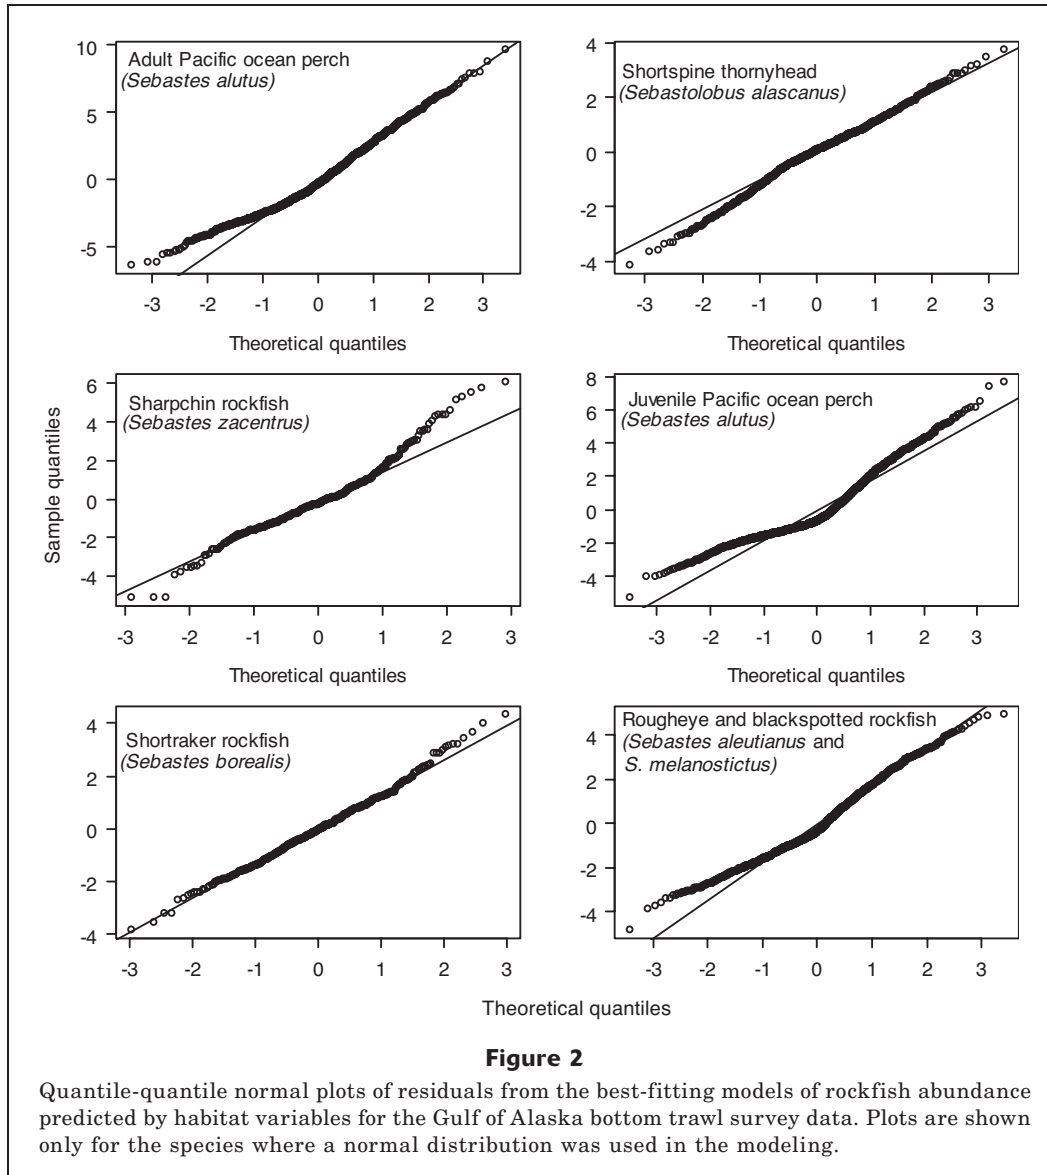 Adult Pacific ocean perch
(Sebastes alutus)
10
5
0
-5
-3 -2 -1 0 1 2 3
Theoretical quantiles
Shortspine thornyhead
(Sebastolobus alascanus)
4
2
0
-2
-4
-3 -2 -1 0 1 2 3
Theoretical quantiles
Sample quantiles
Sharpchin rockfish
(Sebastes zacentrus)
6
4
2
0
-2
-4
-3 -2 -1 0 1 2 3
Theoretical quantiles
Juvenile Pacific ocean perch
(Sebastes alutus)
8
6
4
2
0
-2
-4
-3 -2 -1 0 1 2 3
Theoretical quantiles
Shortraker rockfish
(Sebastes borealis)
4
2
0
-2
-4
-3 -2 -1 0 1 2 3
Rougheye and blackspotted rockfish
(Sebastes aleutianus and
S. melanostictus)
4
2
0
-2
-4
-3 -2 -1 0 1 2 3
Theoretical quantiles
Figure 2
Quantile-quantile normal plots of residuals from the best-fitting models of rockfish abundance
predicted by habitat variables for the Gulf of Alaska bottom trawl survey data. Plots are shown
only for the species where a normal distribution was used in the modeling.